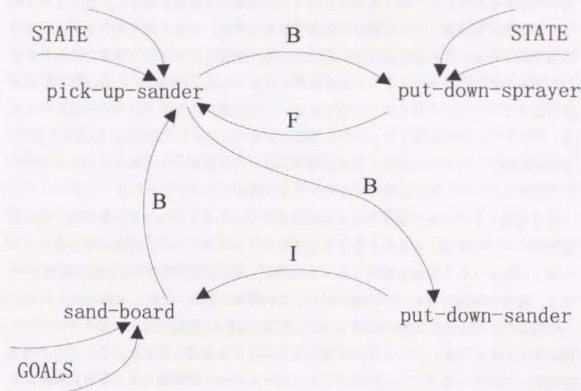 STATE B STATE
pick-up-sander put-down-sprayer
F
B B
I
sand-board put-down-sander
GOALS